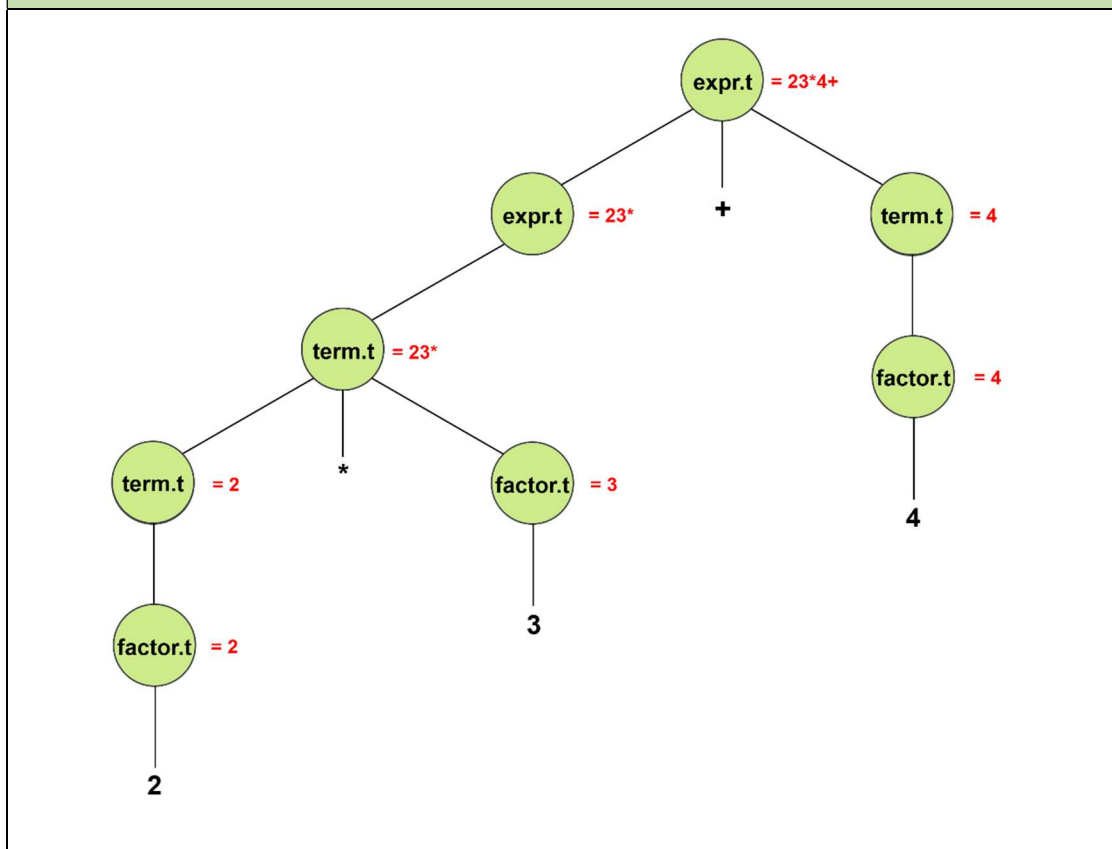 expr.t = 23*4+
expr.t = 23* + term.t = 4
term.t = 23* factor.t = 4
term.t = 2 * factor.t = 3 4
factor.t = 2 3
2